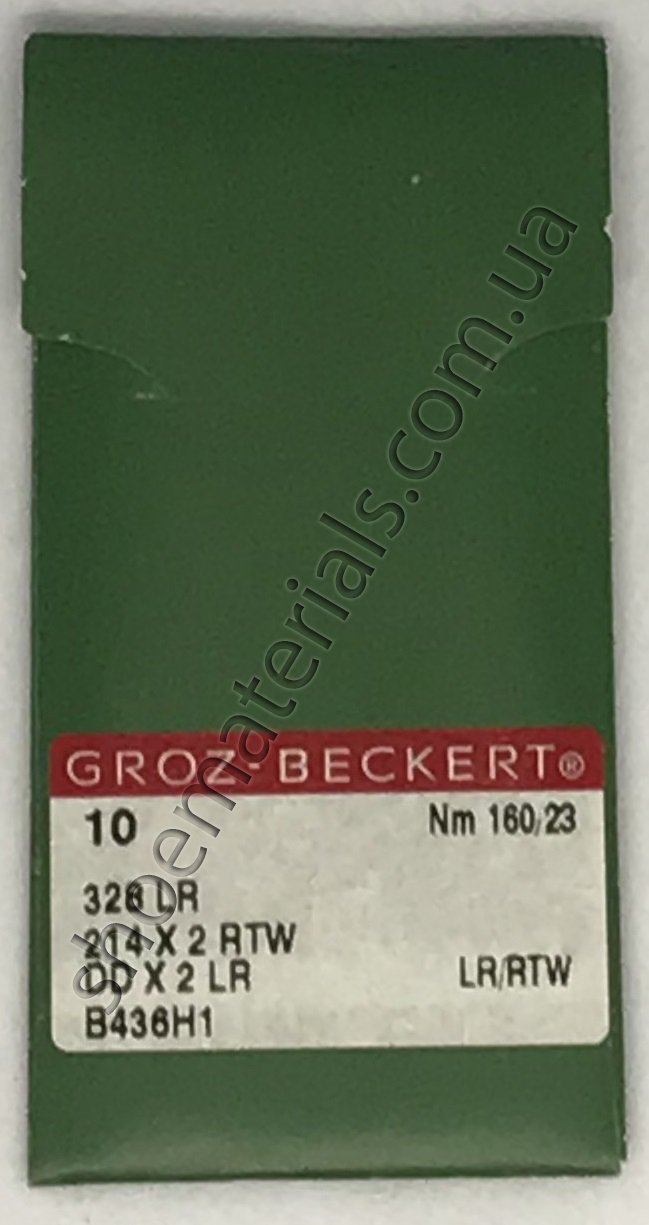 GROZ-BECKERT®
10 Nm 160/23
328 LR
214 X 2 RTW
DD X 2 LR LR/RTW
B436H1
shoematerials.com.ua